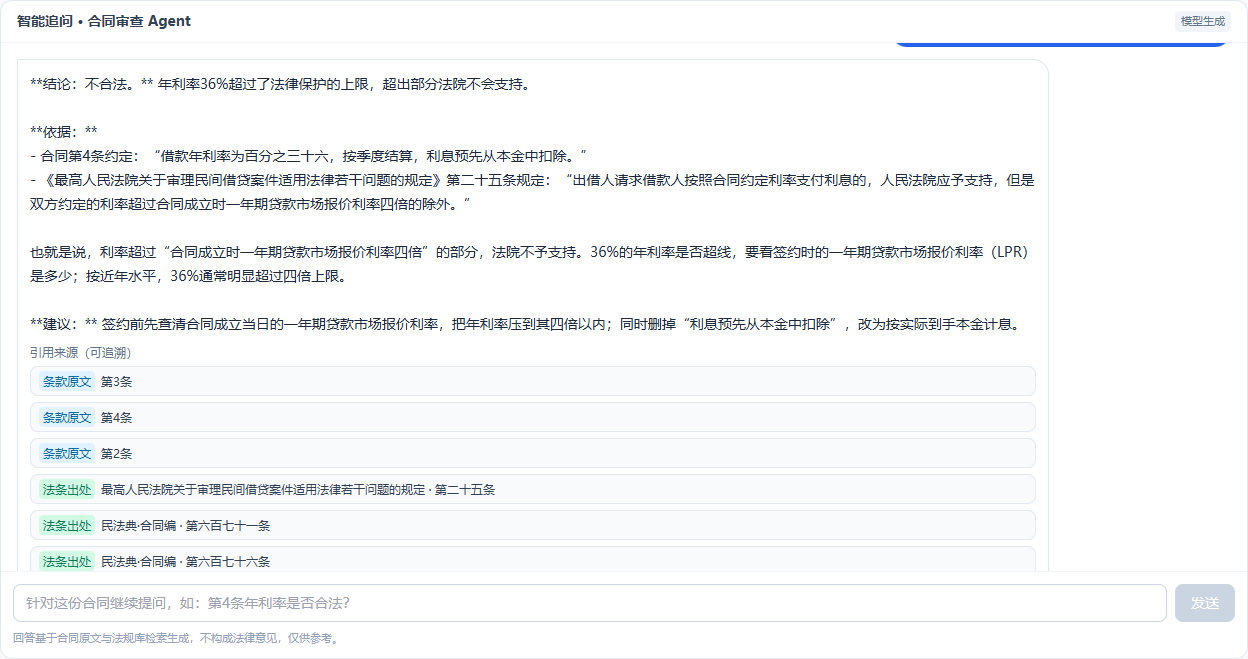 智能追问 • 合同审查 Agent
模型生成
**结论：不合法。** 年利率36%超过了法律保护的上限，超出部分法院不会支持。
**依据：**
- 合同第4条约定：“借款年利率为百分之三十六，按季度结算，利息预先从本金中扣除。”
- 《最高人民法院关于审理民间借贷案件适用法律若干问题的规定》第二十五条规定：“出借人请求借款人按照合同约定利率支付利息的，人民法院应予支持，但是
双方约定的利率超过合同成立时一年期贷款市场报价利率四倍的除外。”
也就是说，利率超过“合同成立时一年期贷款市场报价利率四倍”的部分，法院不予支持。36%的年利率是否超线，要看签约时的一年期贷款市场报价利率（LPR）
是多少；按近年水平，36%通常明显超过四倍上限。
**建议：** 签约前先查清合同成立当日的一年期贷款市场报价利率，把年利率压到其四倍以内；同时删掉“利息预先从本金中扣除”，改为按实际到手本金计息。
引用来源（可追溯）
条款原文 第3条
条款原文 第4条
条款原文 第2条
法条出处 最高人民法院关于审理民间借贷案件适用法律若干问题的规定 · 第二十五条
法条出处 民法典·合同编 · 第六百七十一条
法条出处 民法典·合同编 · 第六百七十六条
针对这份合同继续提问，如：第4条年利率是否合法？
发送
回答基于合同原文与法规库检索生成，不构成法律意见，仅供参考。